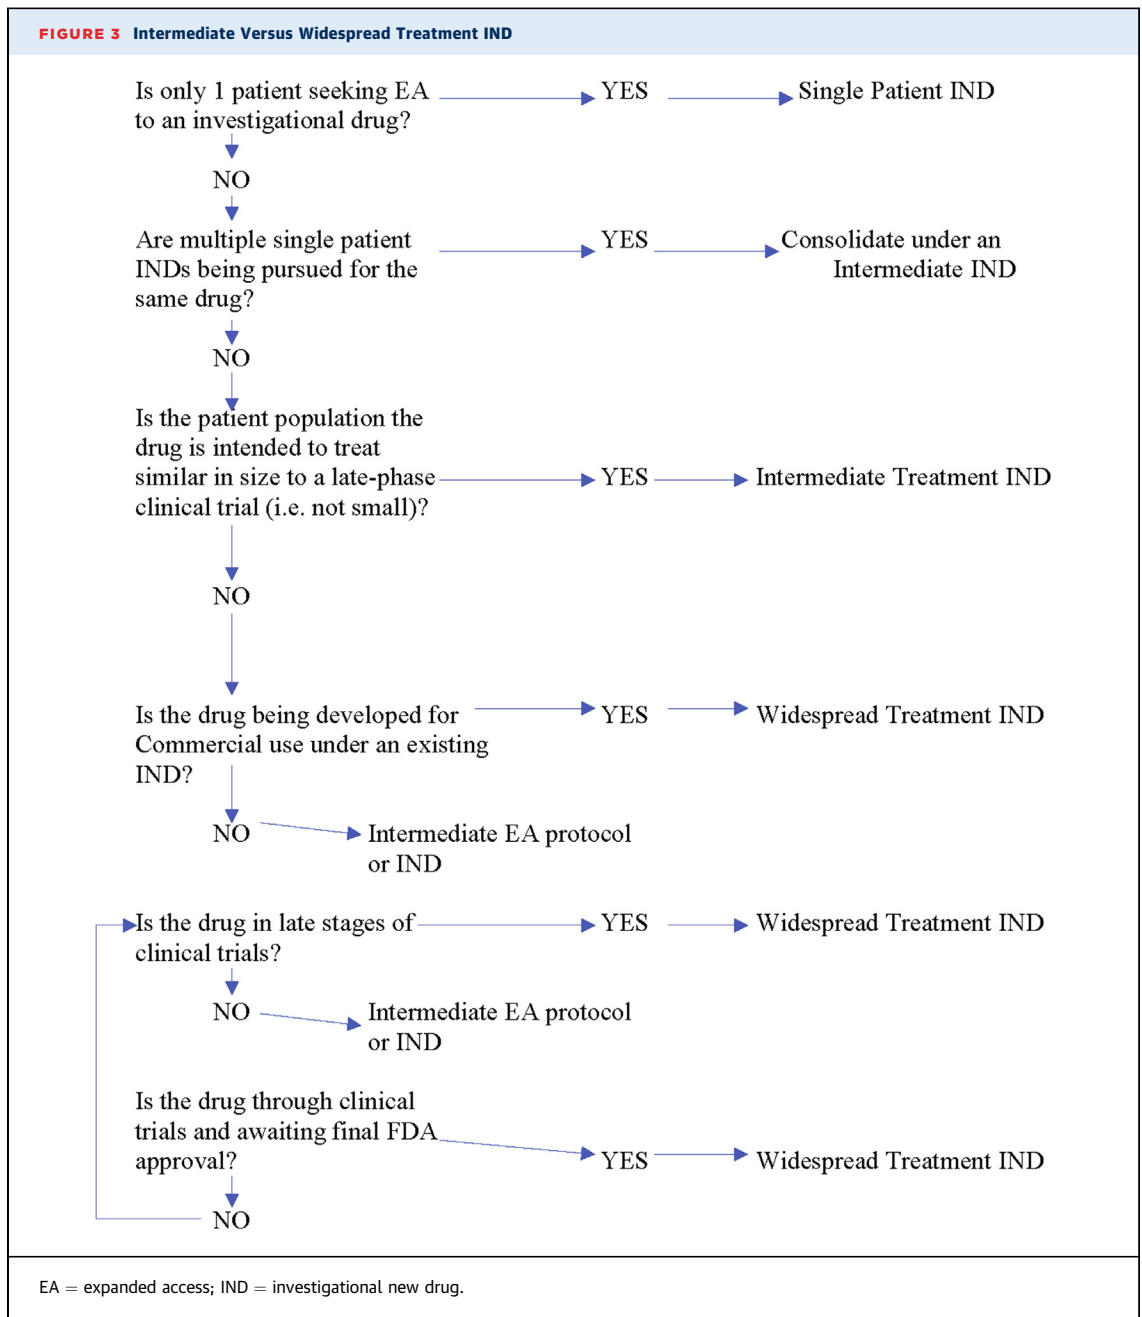 FIGURE 3 Intermediate Versus Widespread Treatment IND
Is only 1 patient seeking EA
to an investigational drug?
YES
Single Patient IND
NO
Are multiple single patient
INDs being pursued for the
same drug?
YES
Consolidate under an
Intermediate IND
NO
Is the patient population the
drug is intended to treat
similar in size to a late-phase
clinical trial (i.e. not small)?
YES
Intermediate Treatment IND
NO
Is the drug being developed for
Commercial use under an existing
IND?
YES
Widespread Treatment IND
NO
Intermediate EA protocol
or IND
Is the drug in late stages of
clinical trials?
YES
Widespread Treatment IND
NO
Intermediate EA protocol
or IND
Is the drug through clinical
trials and awaiting final FDA
approval?
YES
Widespread Treatment IND
NO
EA = expanded access; IND = investigational new drug.